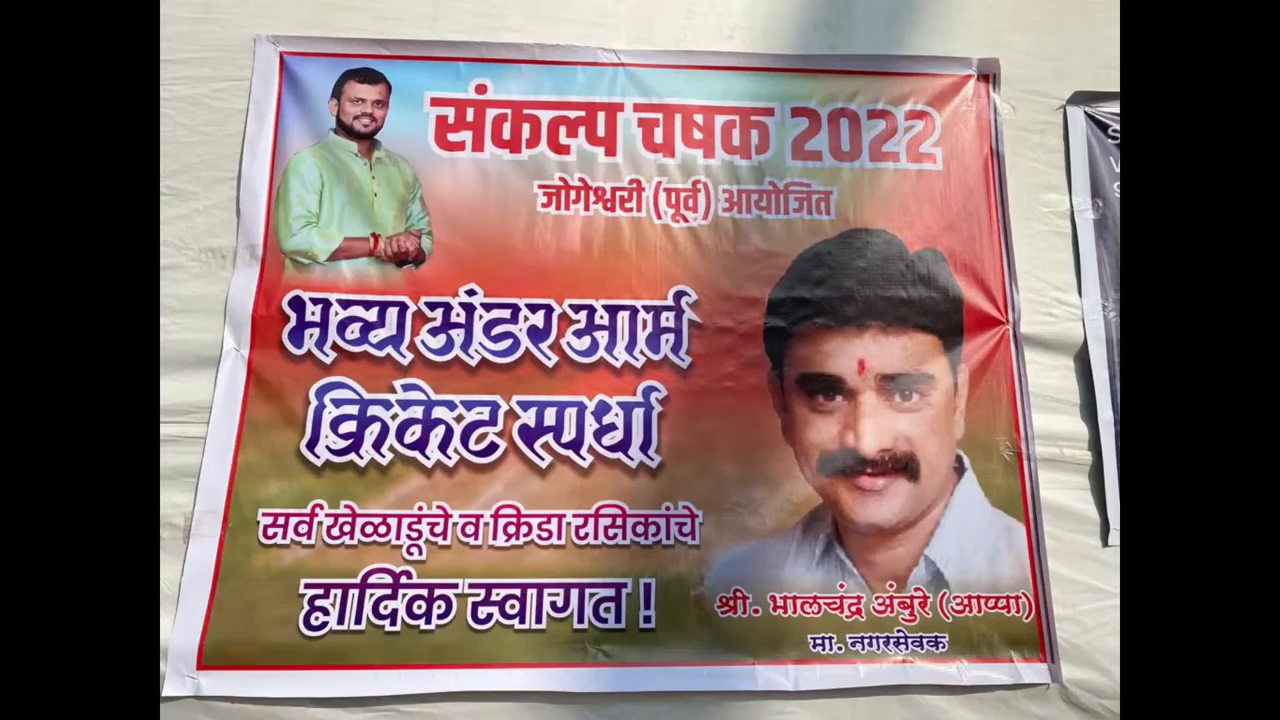 संकल्प चषक 2022
जोगेश्वरी (पूर्व) आयोजित
भव्य अंडर आर्म
क्रिकेट स्पर्धा
सर्व खेळाडूंचे व क्रिडा रसिकांचे
हार्दिक स्वागत !
श्री. भालचंद्र अंबुरे (आप्पा)
मा. नगरसेवक